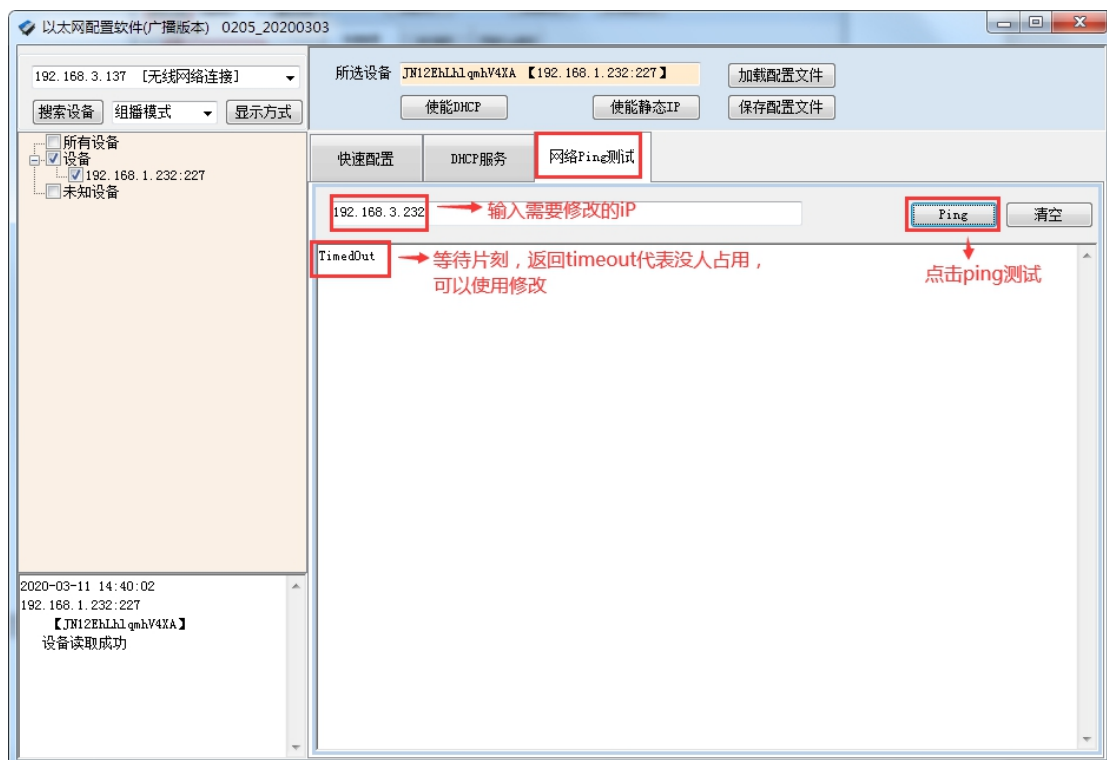 以太网配置软件(广播版本) 0205_20200303
192.168.3.137 [无线网络连接]
搜索设备 组播模式 显示方式
所选设备 JN12EhLhlqmhV4XA 【192.168.1.232:227】 加载配置文件
使能DHCP 使能静态IP 保存配置文件
所有设备
设备
192.168.1.232:227
未知设备
快速配置 DHCP服务 网络Ping测试
192.168.3.232 输入需要修改的iP Ping 清空
TimedOut 等待片刻，返回timeout代表没人占用，
可以使用修改
点击ping测试
2020-03-11 14:40:02
192.168.1.232:227
【JN12EhLhlqmhV4XA】
设备读取成功